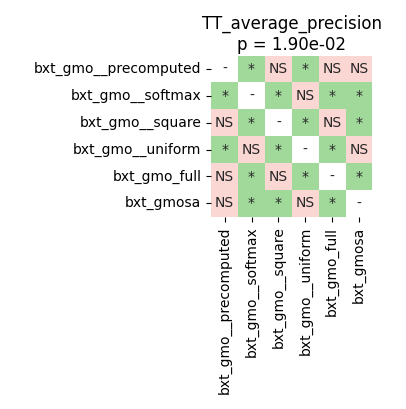 TT_average_precision
p = 1.90e-02
bxt_gmo__precomputed - * NS * NS NS
bxt_gmo__softmax * - * NS * *
bxt_gmo__square NS * - * NS *
bxt_gmo__uniform * NS * - * NS
bxt_gmo_full NS * NS * - *
bxt_gmosa NS * * NS * -
bxt_gmo__precomputed
bxt_gmo__softmax
bxt_gmo__square
bxt_gmo__uniform
bxt_gmo_full
bxt_gmosa